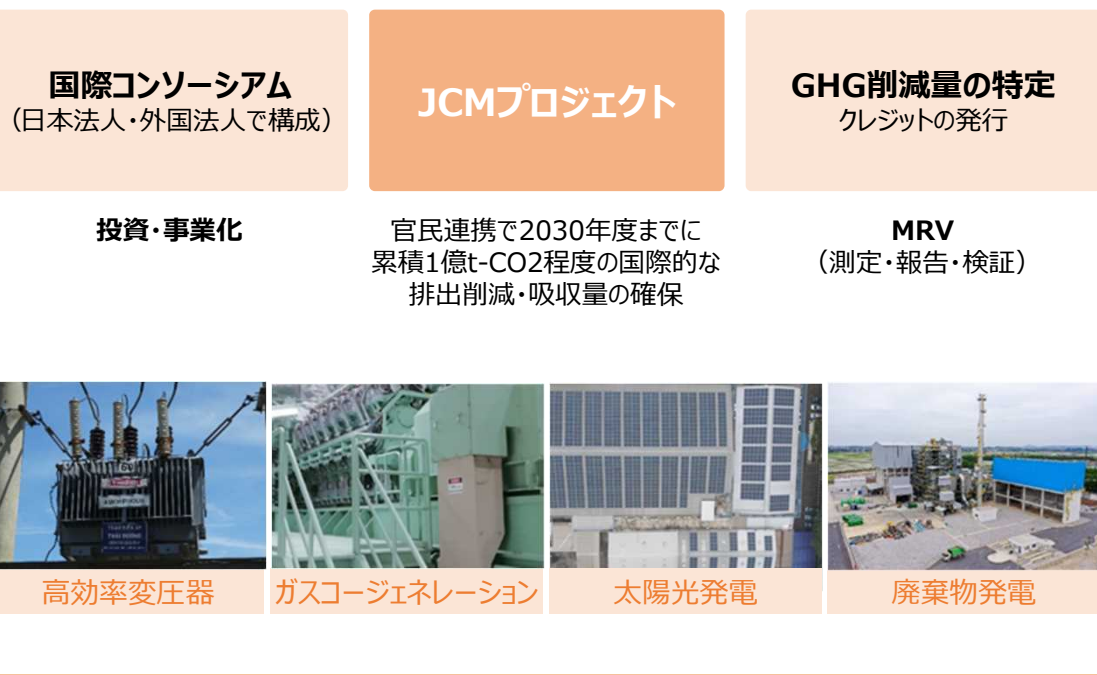 国際コンソーシアム
（日本法人・外国法人で構成）
JCMプロジェクト
GHG削減量の特定
クレジットの発行
投資・事業化
官民連携で2030年度までに
累積1億t-CO2程度の国際的な
排出削減・吸収量の確保
MRV
（測定・報告・検証）
AMORPHOUS
高効率変圧器
ガスコージェネレーション
太陽光発電
廃棄物発電